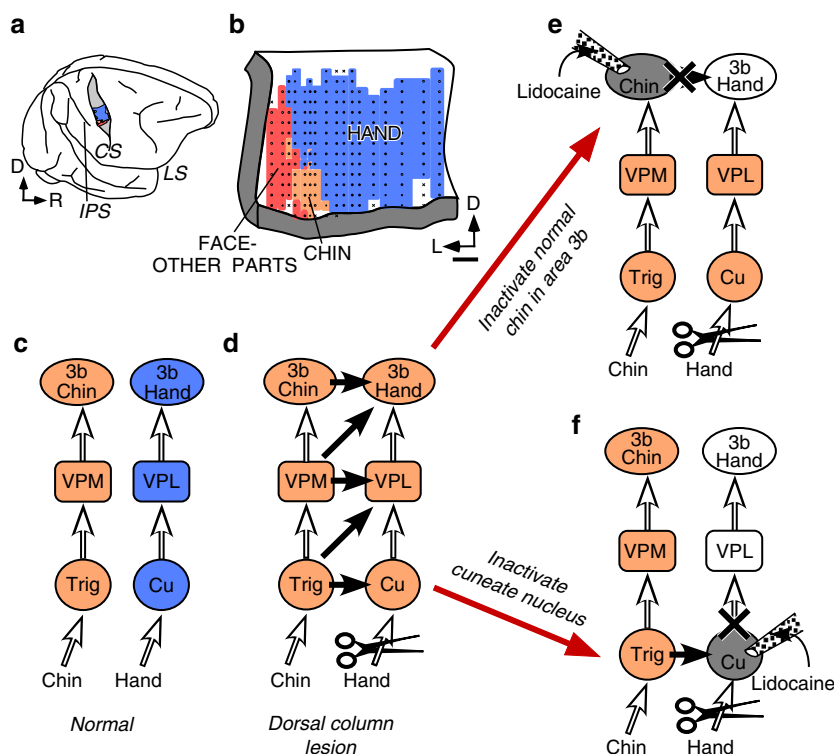 a
CS
LS
IPS
D
R
b
HAND
FACE-
OTHER PARTS
CHIN
D
L
c
3b
Chin
3b
Hand
VPM
VPL
Trig
Cu
Chin
Hand
Normal
d
3b
Chin
3b
Hand
VPM
VPL
Trig
Cu
Chin
Hand
Dorsal column
lesion
Inactivate normal
chin in area 3b
Inactivate
cuneate nucleus
e
Lidocaine
Chin
3b
Hand
VPM
VPL
Trig
Cu
Chin
Hand
f
3b
Chin
3b
Hand
VPM
VPL
Trig
Cu
Lidocaine
Chin
Hand